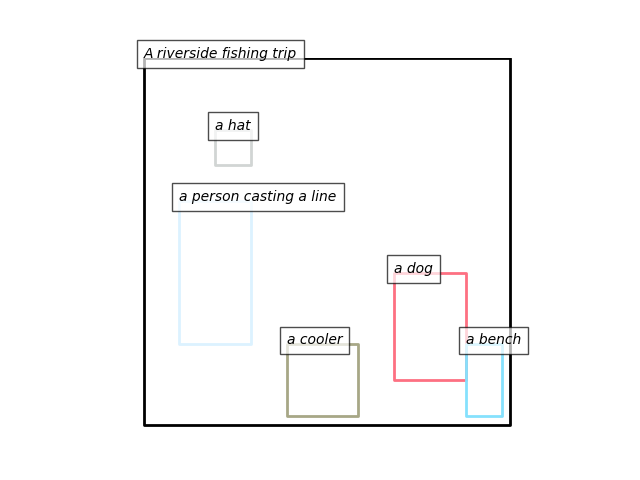 A riverside fishing trip
a hat
a person casting a line
a dog
a cooler
a bench